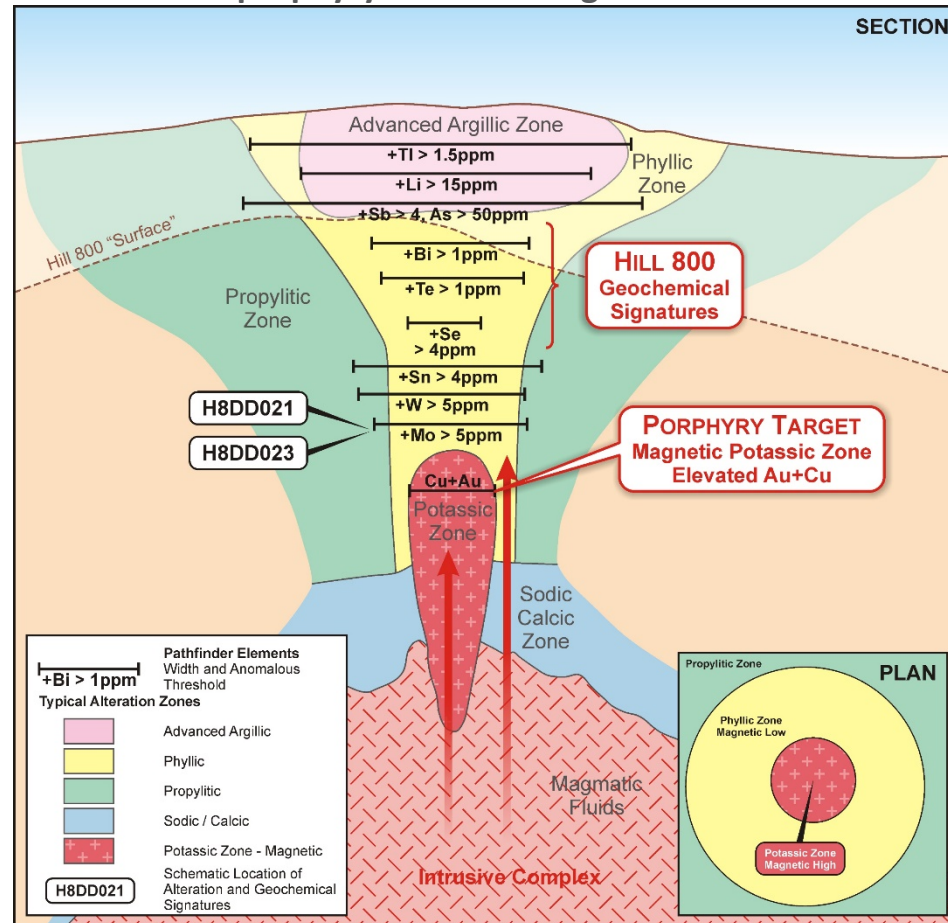 SECTION
Advanced Argillic Zone
+Tl > 1.5ppm
Phyllic
Zone
+Li > 15ppm
+Sb > 4, As > 50ppm
Hill 800 "Surface"
+Bi > 1ppm
HILL 800
Geochemical
Signatures
+Te > 1ppm
Propylitic
Zone
+Se
> 4ppm
+Sn > 4ppm
+W > 5ppm
H8DD021
+Mo > 5ppm
H8DD023
PORPHYRY TARGET
Magnetic Potassic Zone
Elevated Au+Cu
Cu+Au
Potassic
Zone
Sodic
Calcic
Zone
Magmatic
Fluids
Intrusive Complex
Pathfinder Elements
Width and Anomalous
Threshold
+Bi > 1ppm
Typical Alteration Zones
Advanced Argillic
Phyllic
Propylitic
Sodic / Calcic
Potassic Zone - Magnetic
H8DD021
Schematic Location of
Alteration and Geochemical
Signatures
Propylitic Zone
PLAN
Phyllic Zone
Magnetic Low
Potassic Zone
Magnetic High